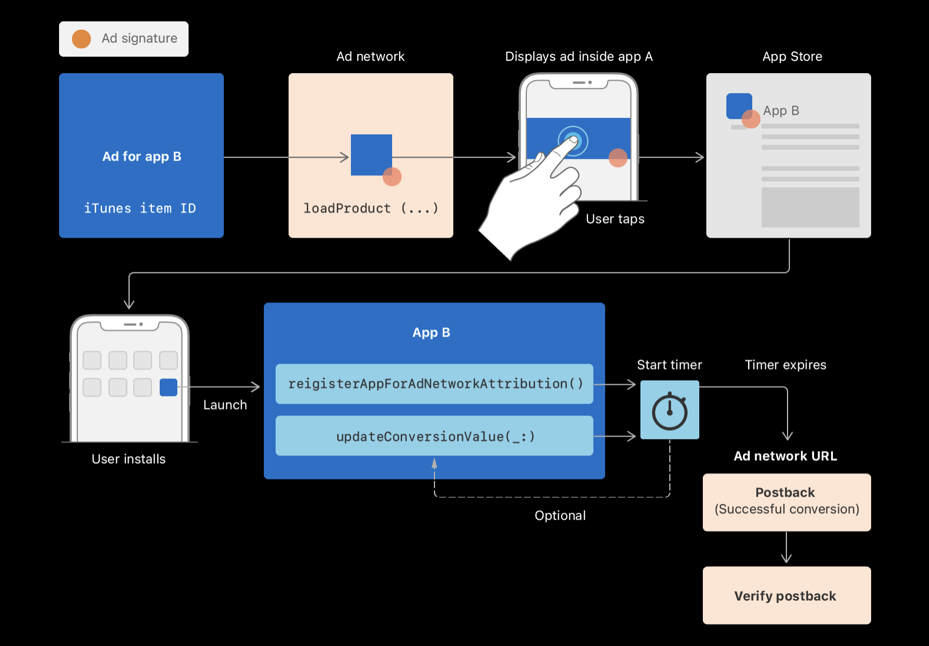 Ad signature
Ad network
Displays ad inside app A
App Store
Ad for app B
iTunes item ID
loadProduct (...)
User taps
App B
User installs
Launch
App B
reigisterAppForAdNetworkAttribution()
updateConversionValue(_:)
Optional
Start timer
Timer expires
Ad network URL
Postback
(Successful conversion)
Verify postback